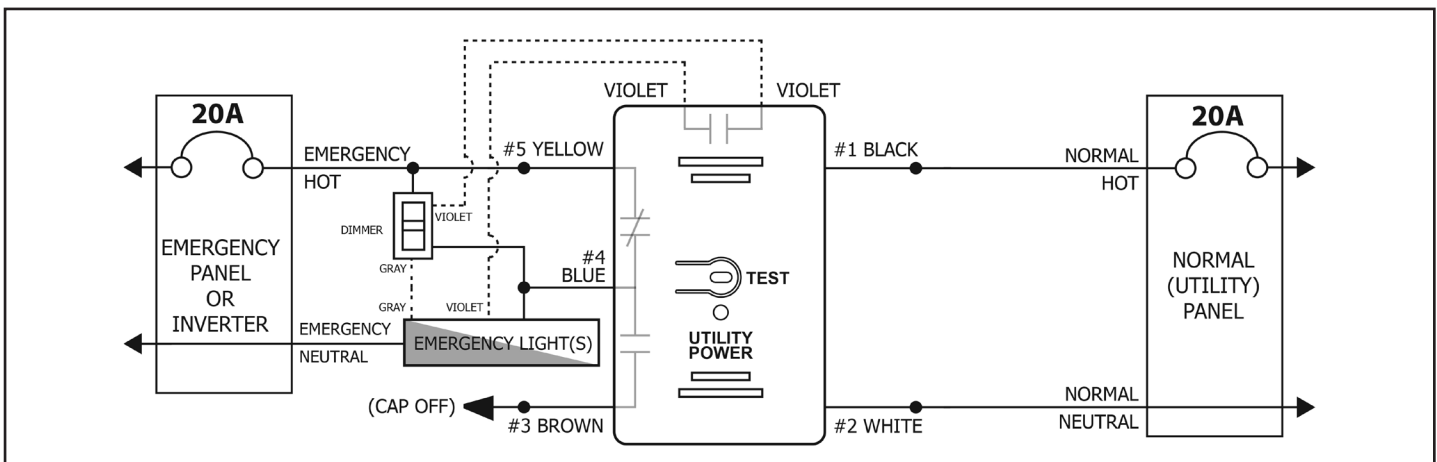 VIOLET
VIOLET
20A
20A
EMERGENCY
HOT
#5 YELLOW
#1 BLACK
NORMAL
HOT
DIMMER
VIOLET
EMERGENCY
PANEL
OR
INVERTER
#4
BLUE
TEST
NORMAL
(UTILITY)
PANEL
GRAY
GRAY
VIOLET
EMERGENCY
NEUTRAL
EMERGENCY LIGHT(S)
UTILITY
POWER
(CAP OFF)
#3 BROWN
#2 WHITE
NORMAL
NEUTRAL